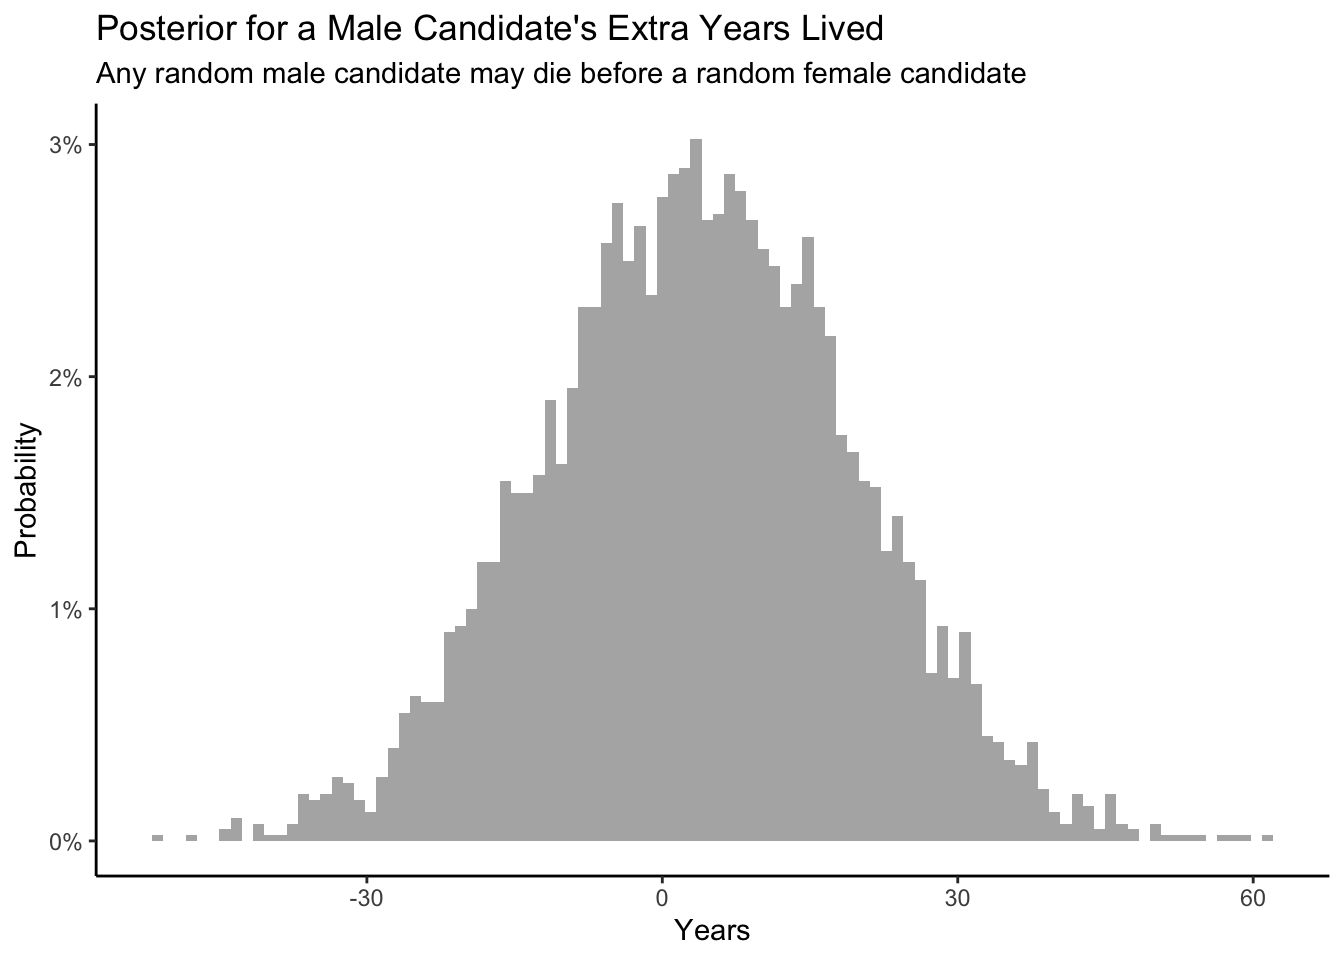 Posterior for a Male Candidate's Extra Years Lived
Any random male candidate may die before a random female candidate
3%
2%
1%
0%
Probability
-30 0 30 60
Years